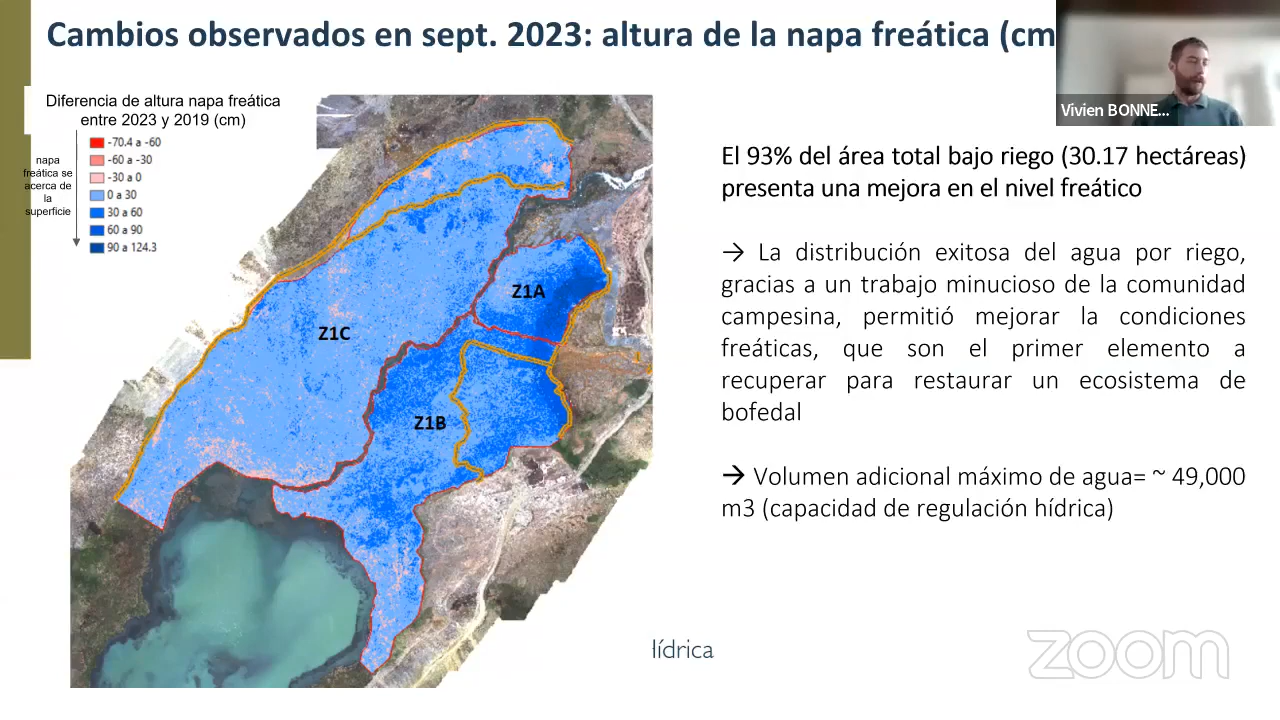 Cambios observados en sept. 2023: altura de la napa freática (cm
Vivien BONNE...
Diferencia de altura napa freática
entre 2023 y 2019 (cm)
napa
freática se
acerca de
la
superficie
-70.4 a -60
-60 a -30
-30 a 0
0 a 30
30 a 60
60 a 90
90 a 124.3
Z1A
Z1C
Z1B
El 93% del área total bajo riego (30.17 hectáreas)
presenta una mejora en el nivel freático
→ La distribución exitosa del agua por riego,
gracias a un trabajo minucioso de la comunidad
campesina, permitió mejorar la condiciones
freáticas, que son el primer elemento a
recuperar para restaurar un ecosistema de
bofedal
→ Volumen adicional máximo de agua= ~ 49,000
m3 (capacidad de regulación hídrica)
lídrica
zoom